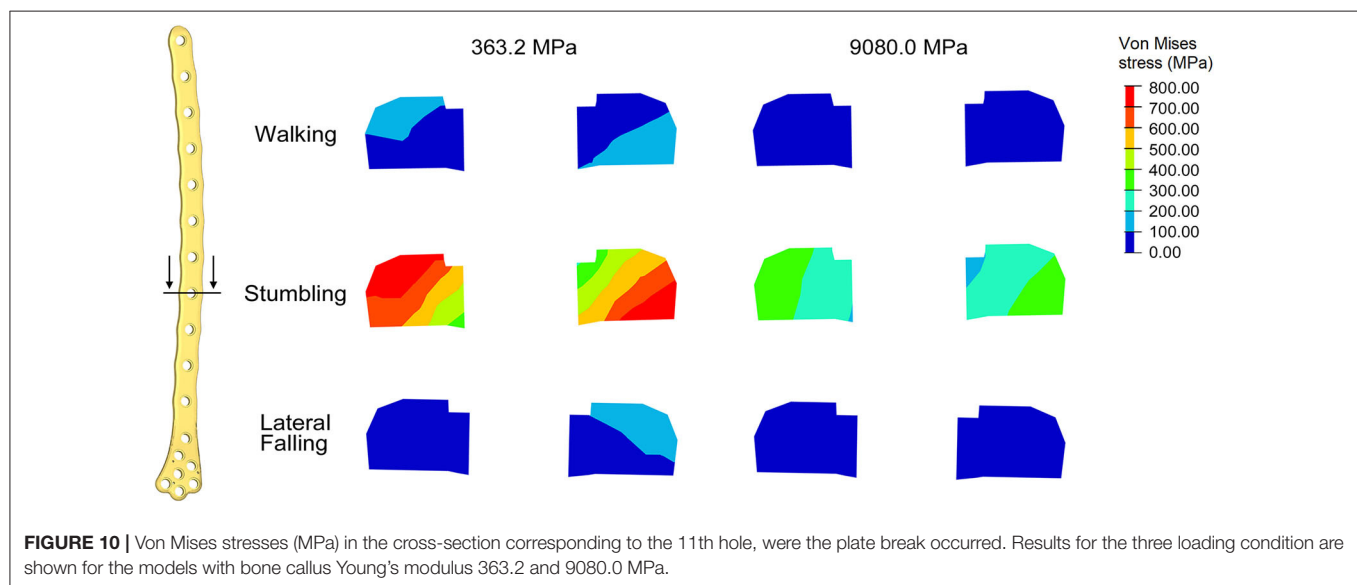 363.2 MPa
9080.0 MPa
Von Mises
stress (MPa)
800.00
700.00
600.00
500.00
400.00
300.00
200.00
100.00
0.00
Walking
Stumbling
Lateral
Falling
FIGURE 10 | Von Mises stresses (MPa) in the cross-section corresponding to the 11th hole, were the plate break occurred. Results for the three loading condition are
shown for the models with bone callus Young's modulus 363.2 and 9080.0 MPa.